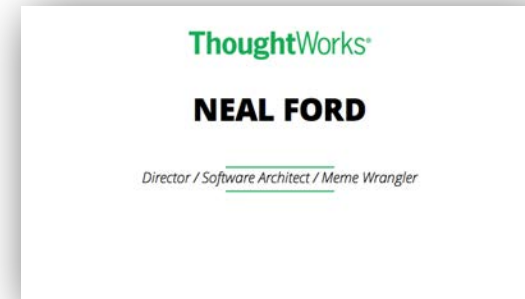 ThoughtWorks®
NEAL FORD
Director / Software Architect / Meme Wrangler